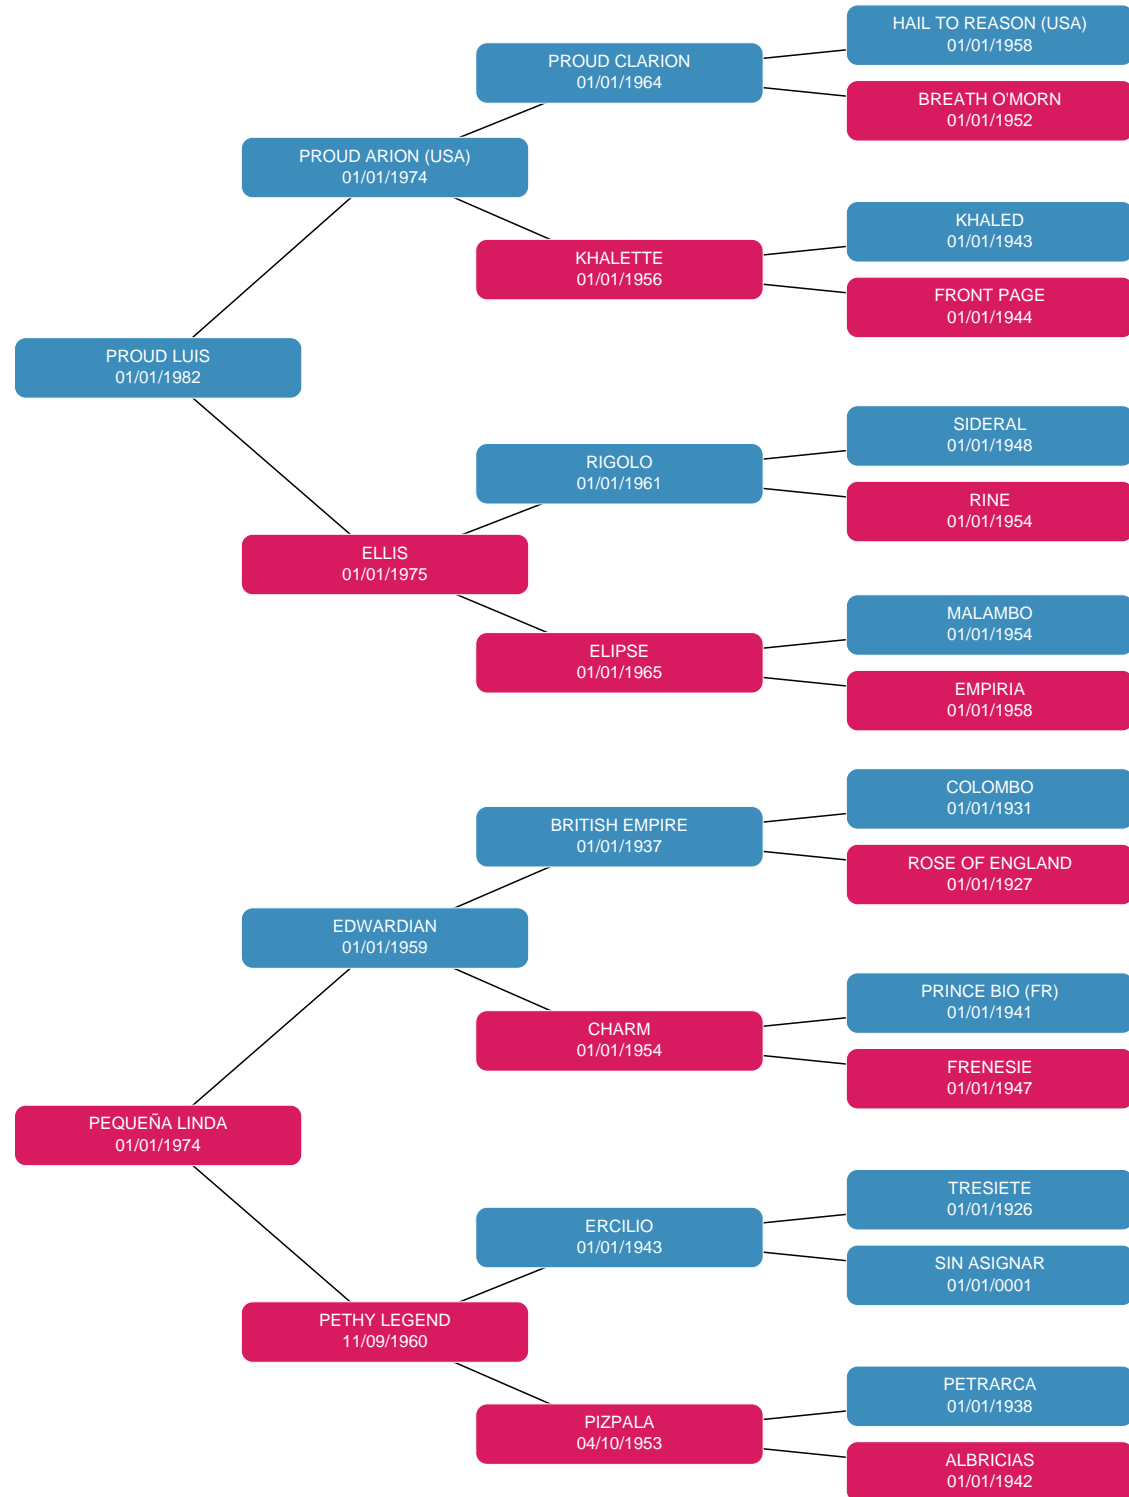 HAIL TO REASON (USA)
01/01/1958
PROUD CLARION
01/01/1964
BREATH O'MORN
01/01/1952
PROUD ARION (USA)
01/01/1974
KHALED
01/01/1943
KHALETTE
01/01/1956
FRONT PAGE
01/01/1944
PROUD LUIS
01/01/1982
SIDERAL
01/01/1948
RIGOLO
01/01/1961
RINE
01/01/1954
ELLIS
01/01/1975
MALAMBO
01/01/1954
ELIPSE
01/01/1965
EMPIRIA
01/01/1958
COLOMBO
01/01/1931
BRITISH EMPIRE
01/01/1937
ROSE OF ENGLAND
01/01/1927
EDWARDIAN
01/01/1959
PRINCE BIO (FR)
01/01/1941
CHARM
01/01/1954
FRENESIE
01/01/1947
PEQUEÑA LINDA
01/01/1974
TRESIETE
01/01/1926
ERCILIO
01/01/1943
SIN ASIGNAR
01/01/0001
PETHY LEGEND
11/09/1960
PETRARCA
01/01/1938
PIZPALA
04/10/1953
ALBRICIAS
01/01/1942